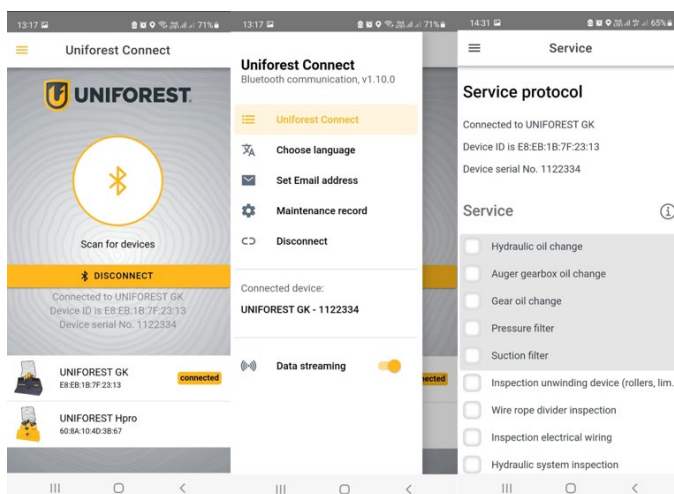 13:17
71%
Uniforest Connect
UNIFOREST
Scan for devices
DISCONNECT
Connected to UNIFOREST GK
Device ID is E8:EB:1B:7F:23:13
Device serial No. 1122334
UNIFOREST GK
E8:EB:1B:7F:23:13
connected
UNIFOREST Hpro
60:8A:10:4D:3B:67
13:17
71%
Uniforest Connect
Bluetooth communication, v1.10.0
Uniforest Connect
Choose language
Set Email address
Maintenance record
Disconnect
Connected device:
UNIFOREST GK - 1122334
Data streaming
nected
14:31
65%
Service
Service protocol
Connected to UNIFOREST GK
Device ID is E8:EB:1B:7F:23:13
Device serial No. 1122334
Service
Hydraulic oil change
Auger gearbox oil change
Gear oil change
Pressure filter
Suction filter
Inspection unwinding device (rollers, lim.
Wire rope divider inspection
Inspection electrical wiring
Hydraulic system inspection